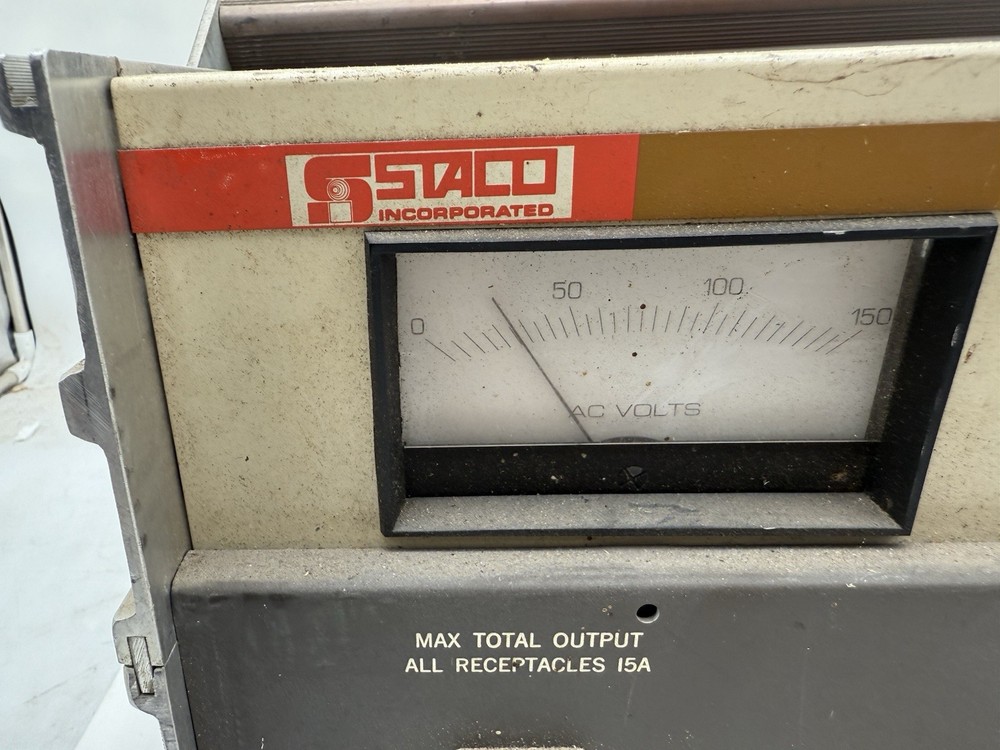 STACO
INCORPORATED
0 50 100 150
AC VOLTS
MAX TOTAL OUTPUT
ALL RECEPTACLES 15A